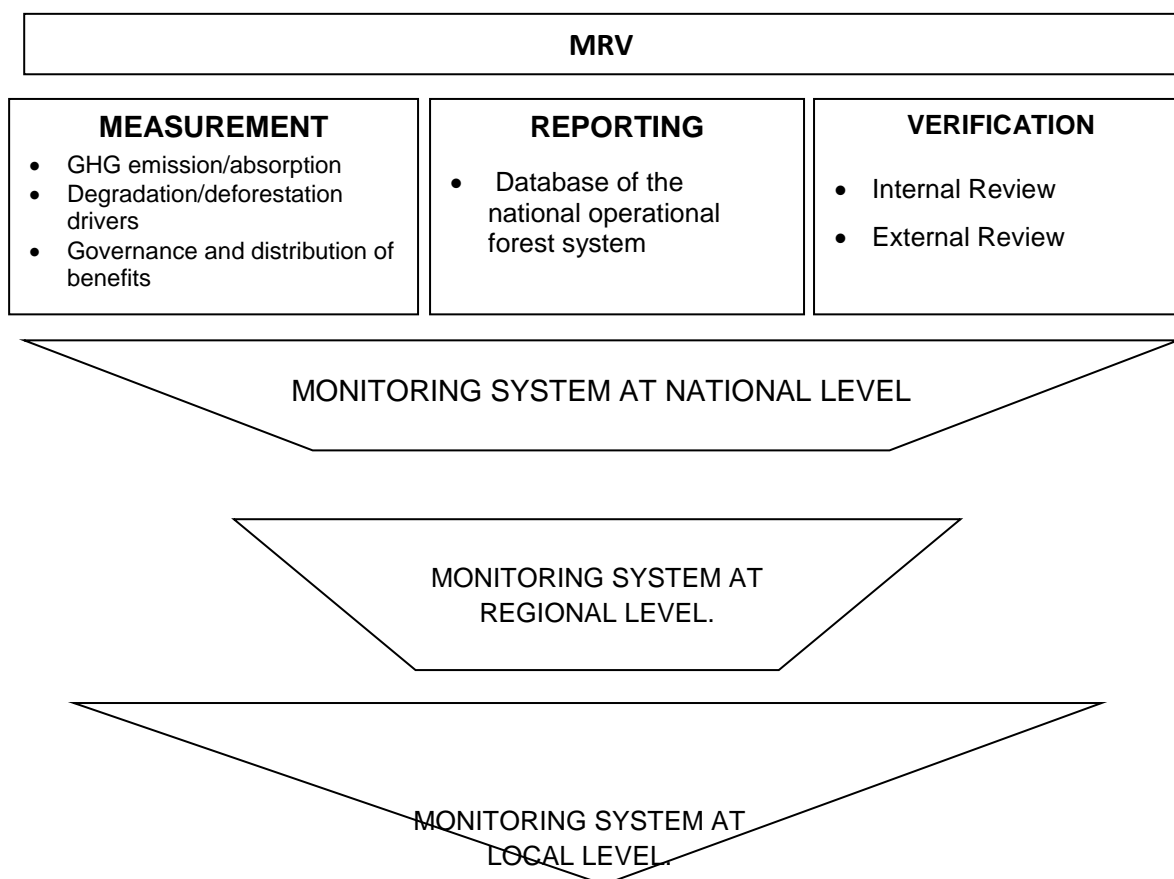 MRV
MEASUREMENT
• GHG emission/absorption
• Degradation/deforestation
drivers
• Governance and distribution of
benefits
REPORTING
• Database of the
national operational
forest system
VERIFICATION
• Internal Review
• External Review
MONITORING SYSTEM AT NATIONAL LEVEL
MONITORING SYSTEM AT
REGIONAL LEVEL.
MONITORING SYSTEM AT
LOCAL LEVEL.